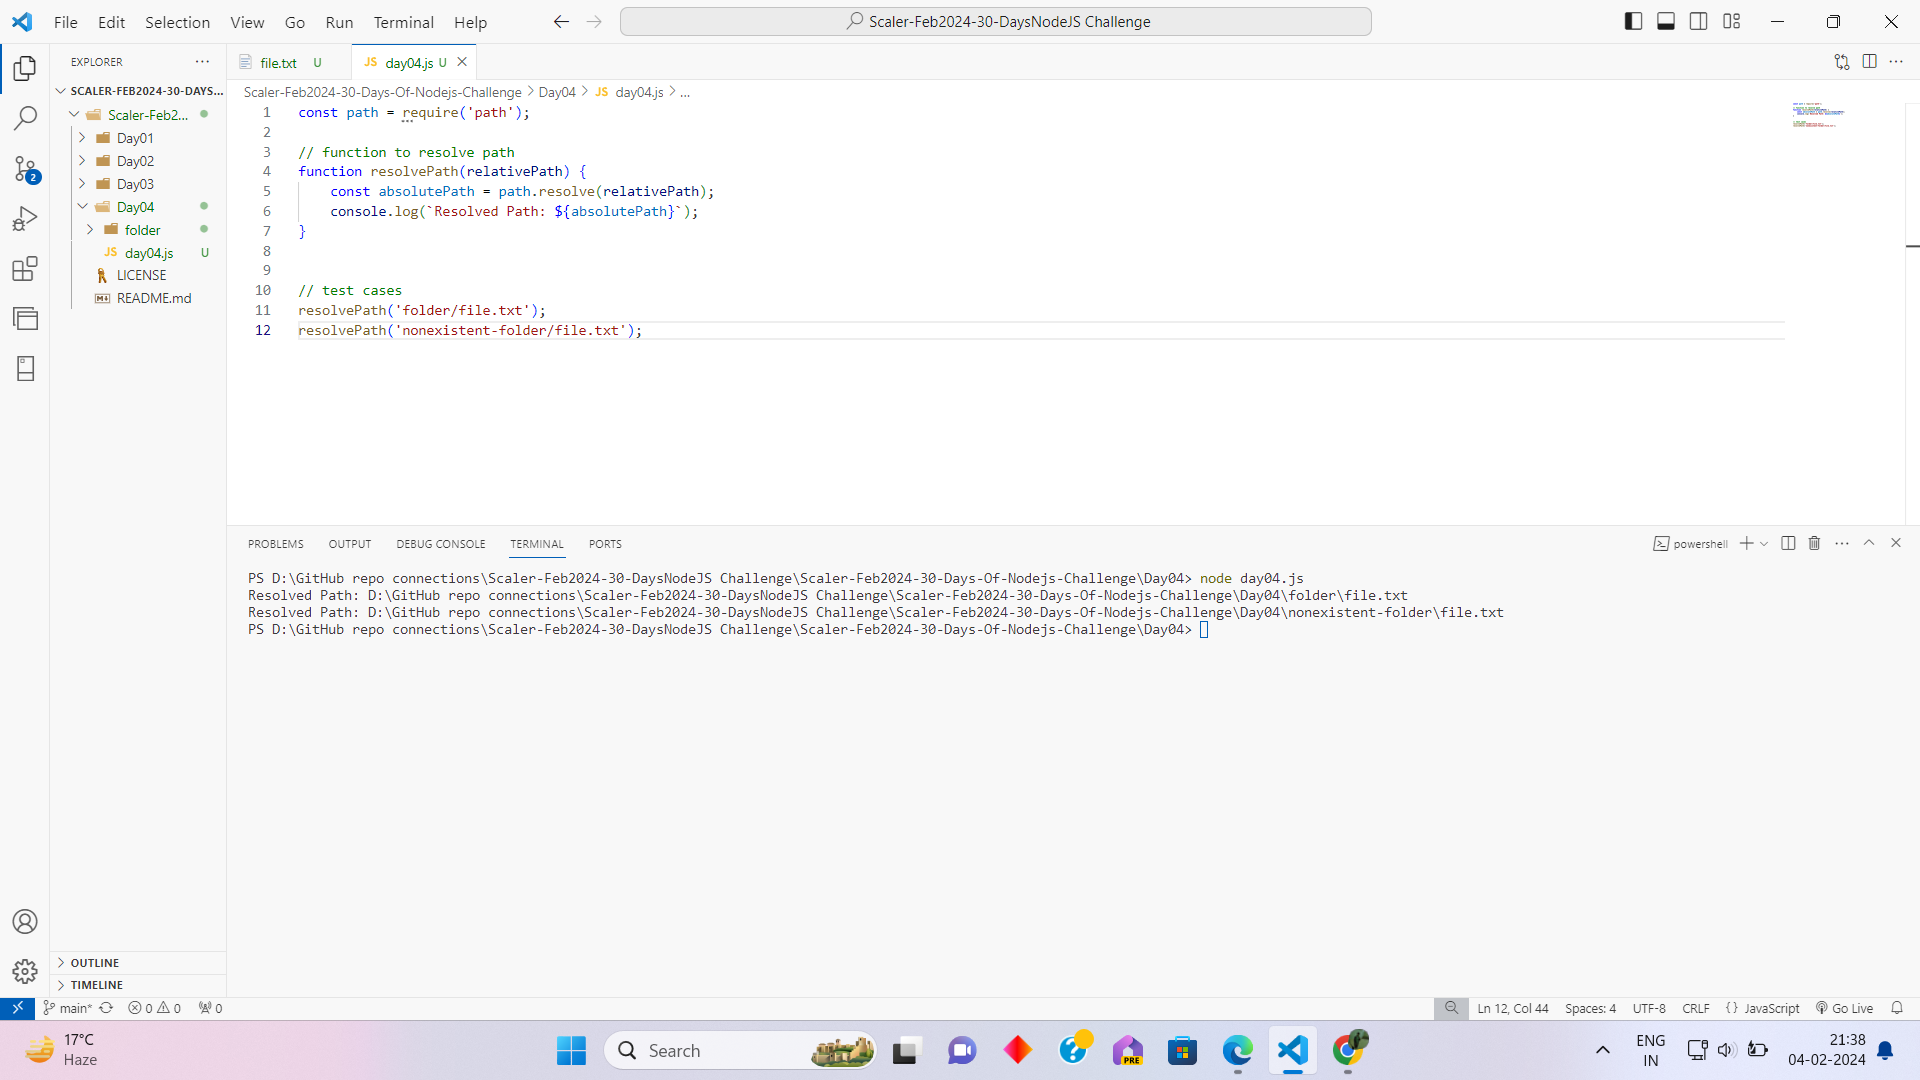 File Edit Selection View Go Run Terminal Help
Scaler-Feb2024-30-DaysNodeJS Challenge
EXPLORER
SCALER-FEB2024-30-DAYS...
Scaler-Feb2...
Day01
Day02
Day03
Day04
folder
JS day04.js U
LICENSE
README.md
OUTLINE
TIMELINE
2
file.txt U
JS day04.js U
Scaler-Feb2024-30-Days-Of-Nodejs-Challenge > Day04 > JS day04.js > ...
1 const path = require('path');
2
3 // function to resolve path
4 function resolvePath(relativePath) {
5 const absolutePath = path.resolve(relativePath);
6 console.log(`Resolved Path: ${absolutePath}`);
7 }
8
9
10 // test cases
11 resolvePath('folder/file.txt');
12 resolvePath('nonexistent-folder/file.txt');
PROBLEMS OUTPUT DEBUG CONSOLE TERMINAL PORTS
powershell
PS D:\GitHub repo connections\Scaler-Feb2024-30-DaysNodeJS Challenge\Scaler-Feb2024-30-Days-Of-Nodejs-Challenge\Day04> node day04.js
Resolved Path: D:\GitHub repo connections\Scaler-Feb2024-30-DaysNodeJS Challenge\Scaler-Feb2024-30-Days-Of-Nodejs-Challenge\Day04\folder\file.txt
Resolved Path: D:\GitHub repo connections\Scaler-Feb2024-30-DaysNodeJS Challenge\Scaler-Feb2024-30-Days-Of-Nodejs-Challenge\Day04\nonexistent-folder\file.txt
PS D:\GitHub repo connections\Scaler-Feb2024-30-DaysNodeJS Challenge\Scaler-Feb2024-30-Days-Of-Nodejs-Challenge\Day04>
main* 0 0 0
Ln 12, Col 44 Spaces: 4 UTF-8 CRLF {} JavaScript Go Live
17°C
Haze
Search
PRE
ENG
IN
21:38
04-02-2024